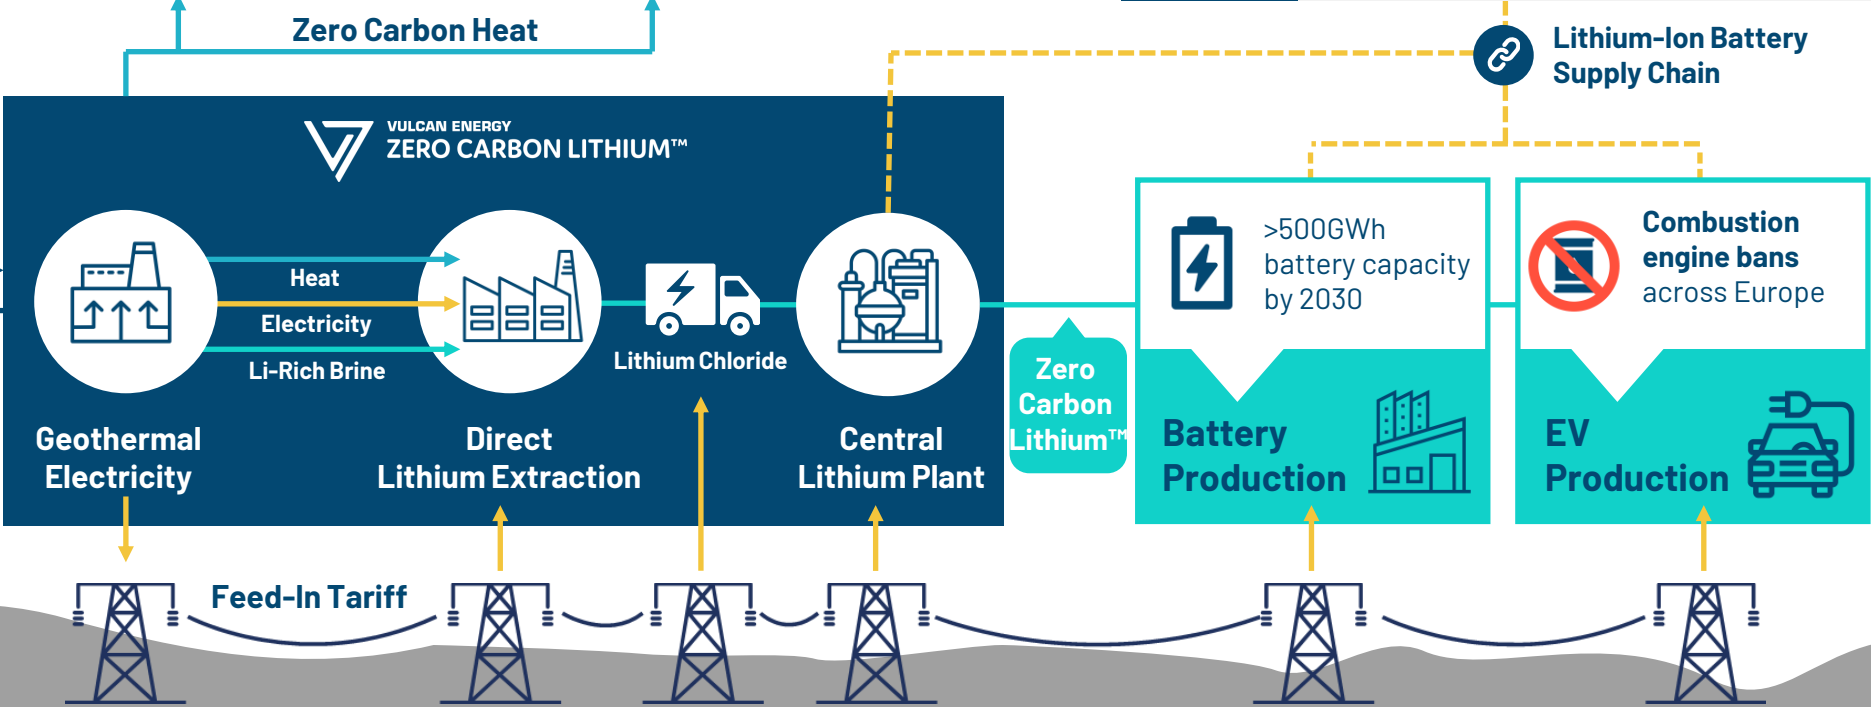 Zero Carbon Heat
Lithium-Ion Battery
Supply Chain
VULCAN ENERGY
ZERO CARBON LITHIUM™
Heat
Electricity
Li-Rich Brine
Lithium Chloride
Geothermal
Electricity
Direct
Lithium Extraction
Central
Lithium Plant
Zero
Carbon
Lithium™
>500GWh
battery capacity
by 2030
Battery
Production
Combustion
engine bans
across Europe
EV
Production
Feed-In Tariff